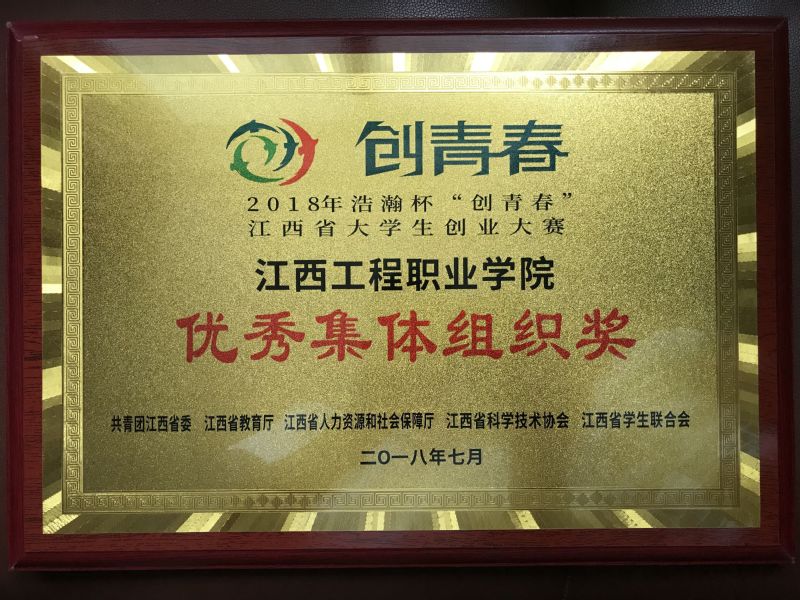 创青春
2018年浩瀚杯“创青春”
江西省大学生创业大赛
江西工程职业学院
优秀集体组织奖
共青团江西省委 江西省教育厅 江西省人力资源和社会保障厅 江西省科学技术协会 江西省学生联合会
二〇一八年七月